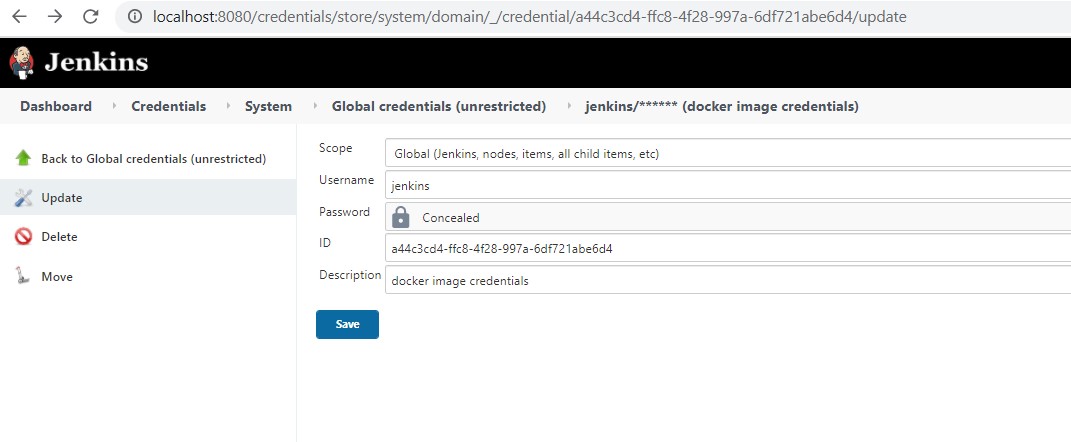 localhost:8080/credentials/store/system/domain/_/credential/a44c3cd4-ffc8-4f28-997a-6df721abe6d4/update
Jenkins
Dashboard Credentials System Global credentials (unrestricted) jenkins/****** (docker image credentials)
Back to Global credentials (unrestricted)
Update
Delete
Move
Scope Global (Jenkins, nodes, items, all child items, etc)
Username jenkins
Password Concealed
ID a44c3cd4-ffc8-4f28-997a-6df721abe6d4
Description docker image credentials
Save